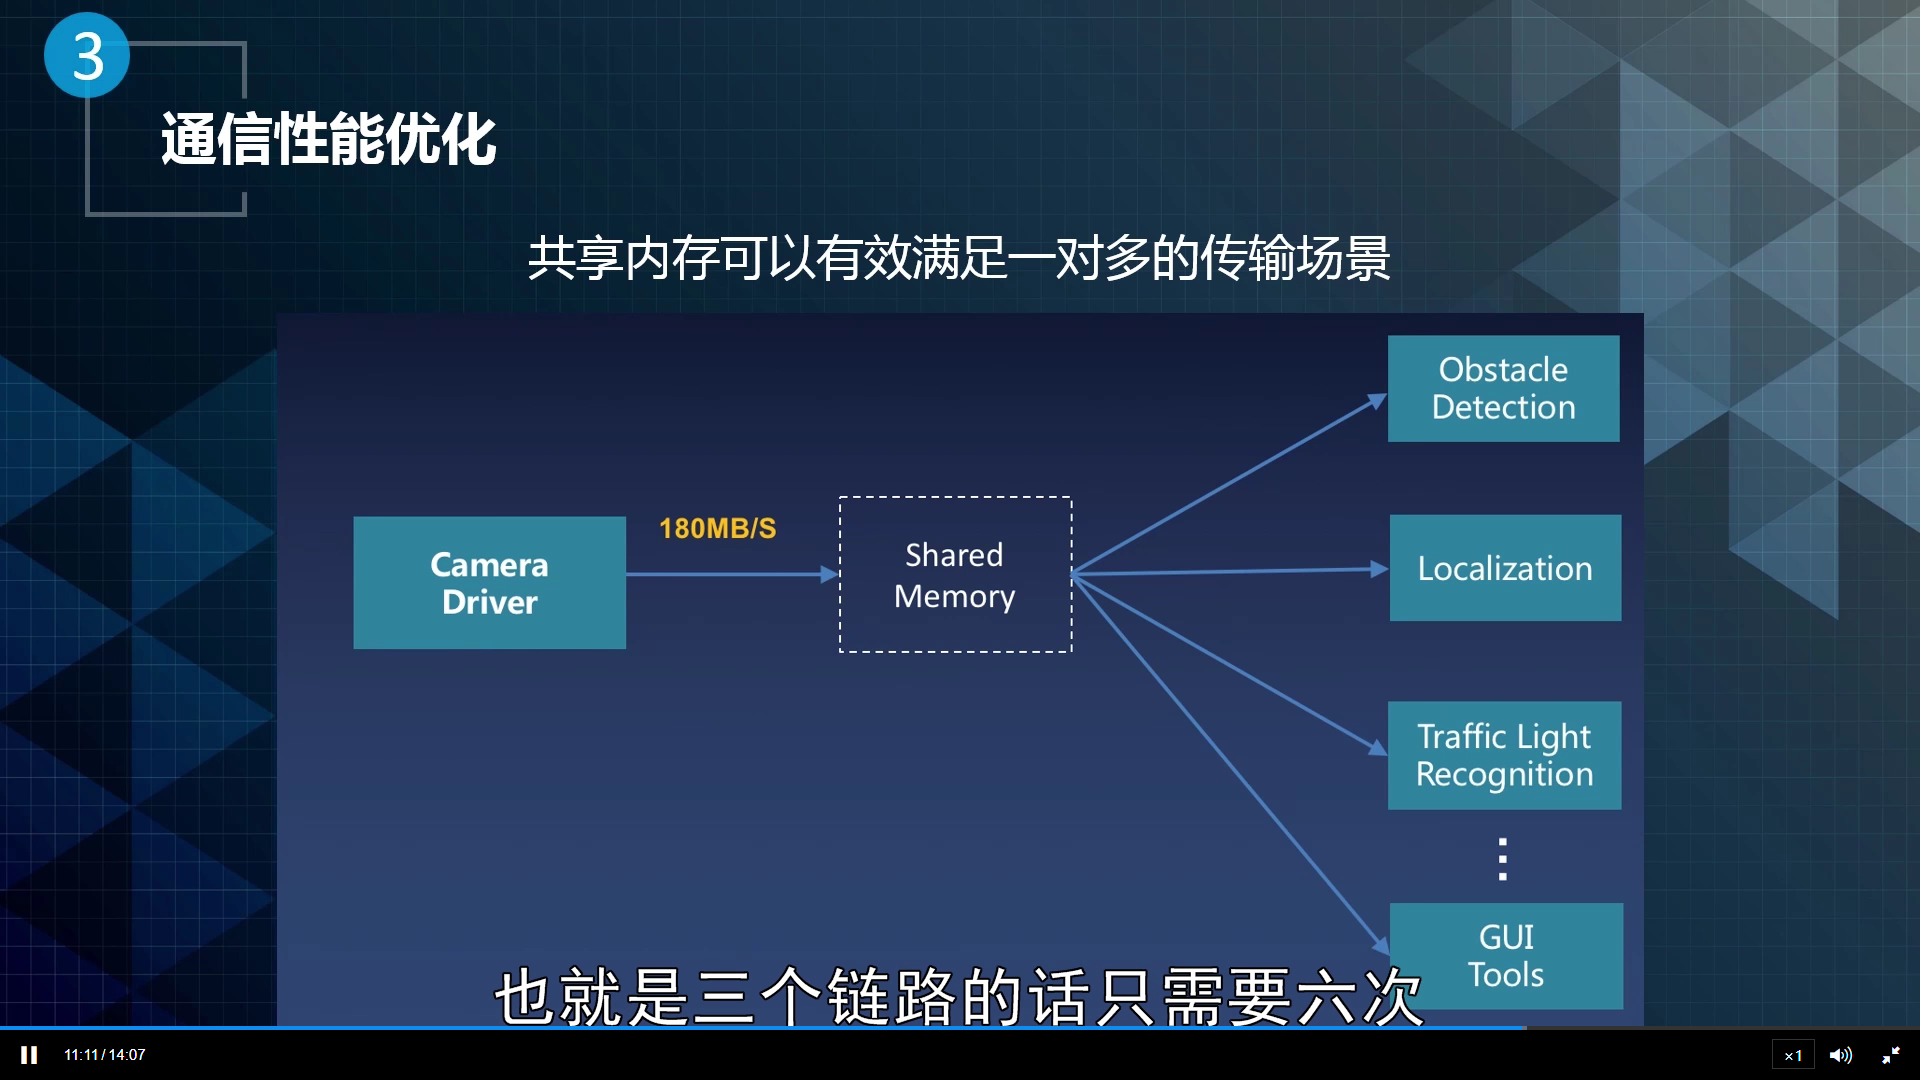 3
通信性能优化
共享内存可以有效满足一对多的传输场景
Obstacle
Detection
180MB/S
Camera
Driver
Shared
Memory
Localization
Traffic Light
Recognition
GUI
Tools
也就是三个链路的话只需要六次
11:11/14:07
×1